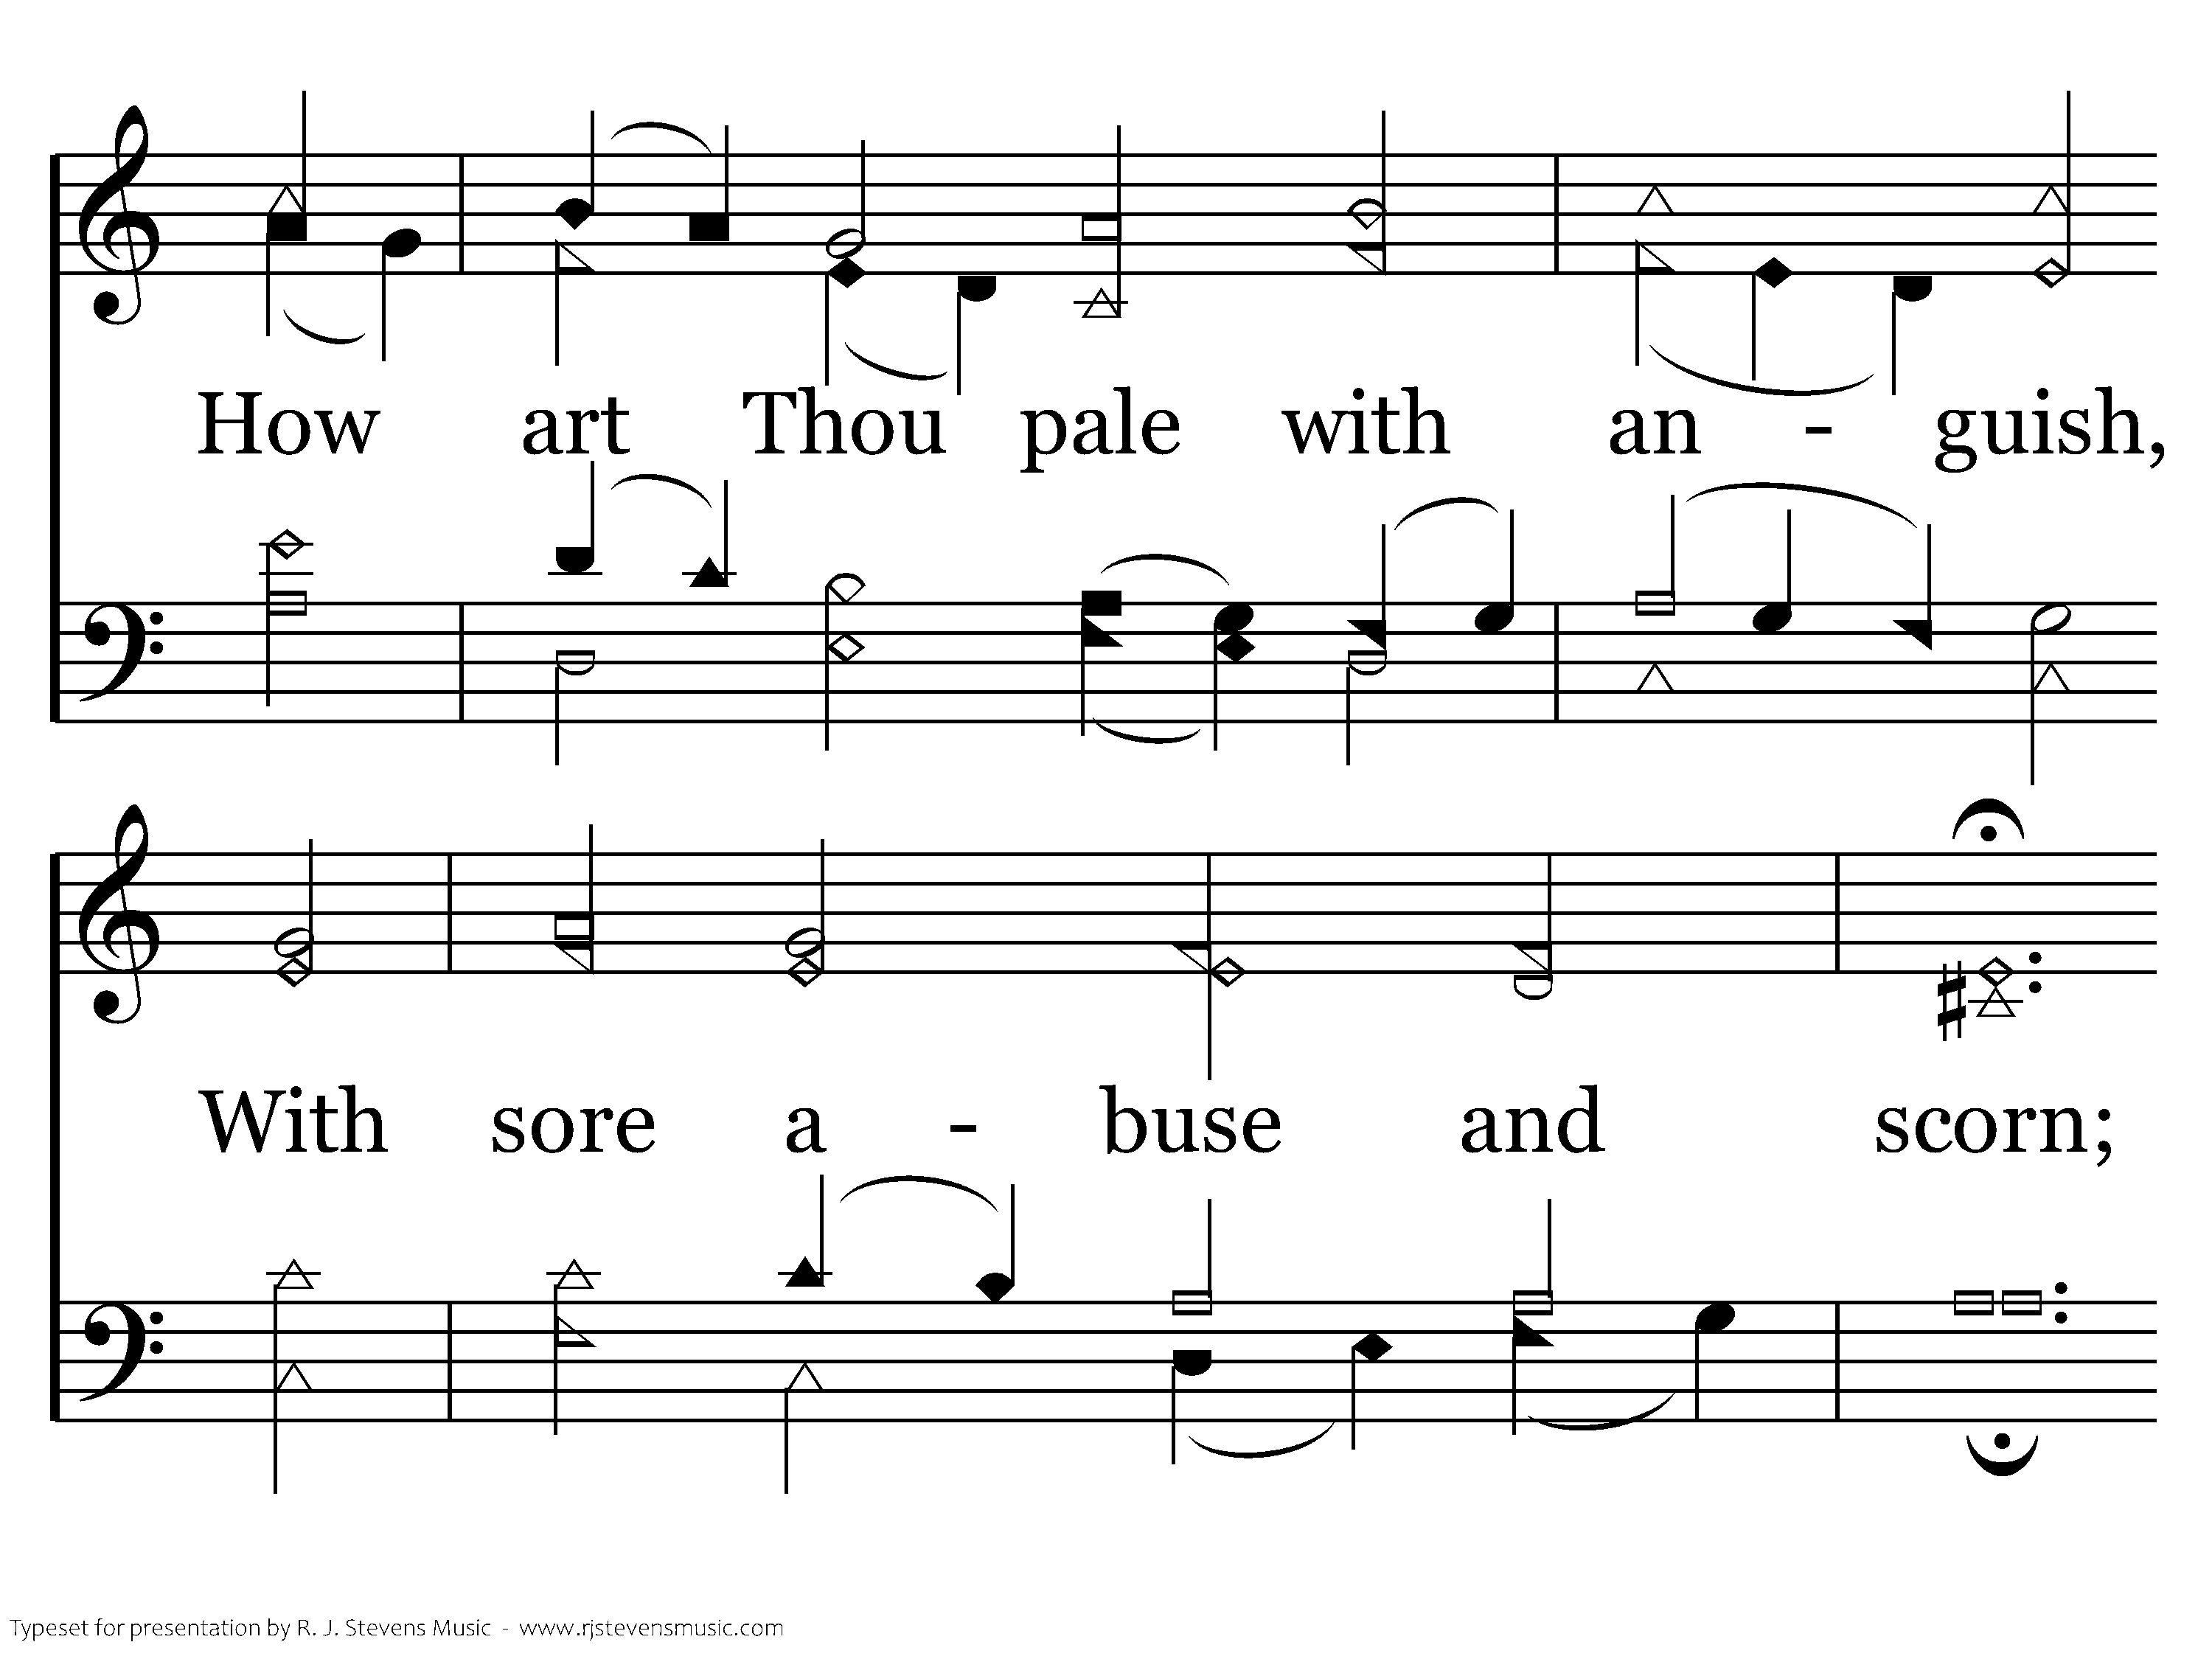 How art Thou pale with an - guish,
With sore a - buse and scorn;
Typeset for presentation by R. J. Stevens Music - www.rjstevensmusic.com